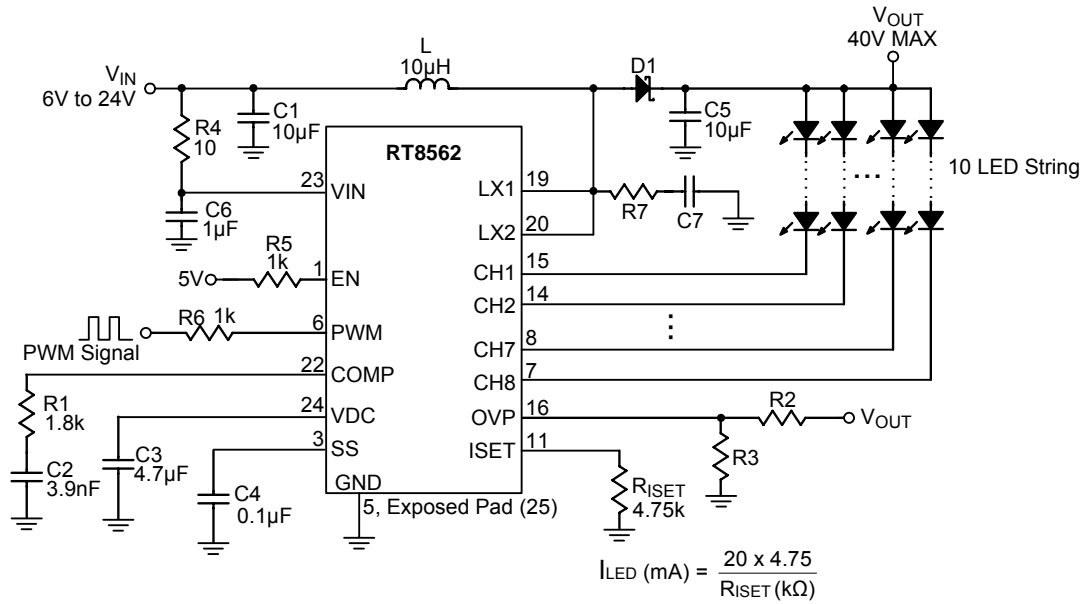 VOUT
40V MAX
L
10µH
D1
VIN
6V to 24V
C1
10µF
C5
10µF
R4
10
RT8562
10 LED String
...
23
VIN
LX1
19
R7
C7
C6
1µF
LX2
20
R5
1k
5V
1
EN
CH1
15
CH2
14
R6 1k
6
PWM
PWM Signal
CH7
8
22
COMP
CH8
7
R1
1.8k
24
VDC
OVP
16
R2
VOUT
3
SS
ISET
11
R3
C2
3.9nF
C3
4.7µF
C4
0.1µF
GND
5, Exposed Pad (25)
RISET
4.75k
ILED (mA) = 20 x 4.75
RISET (kΩ)